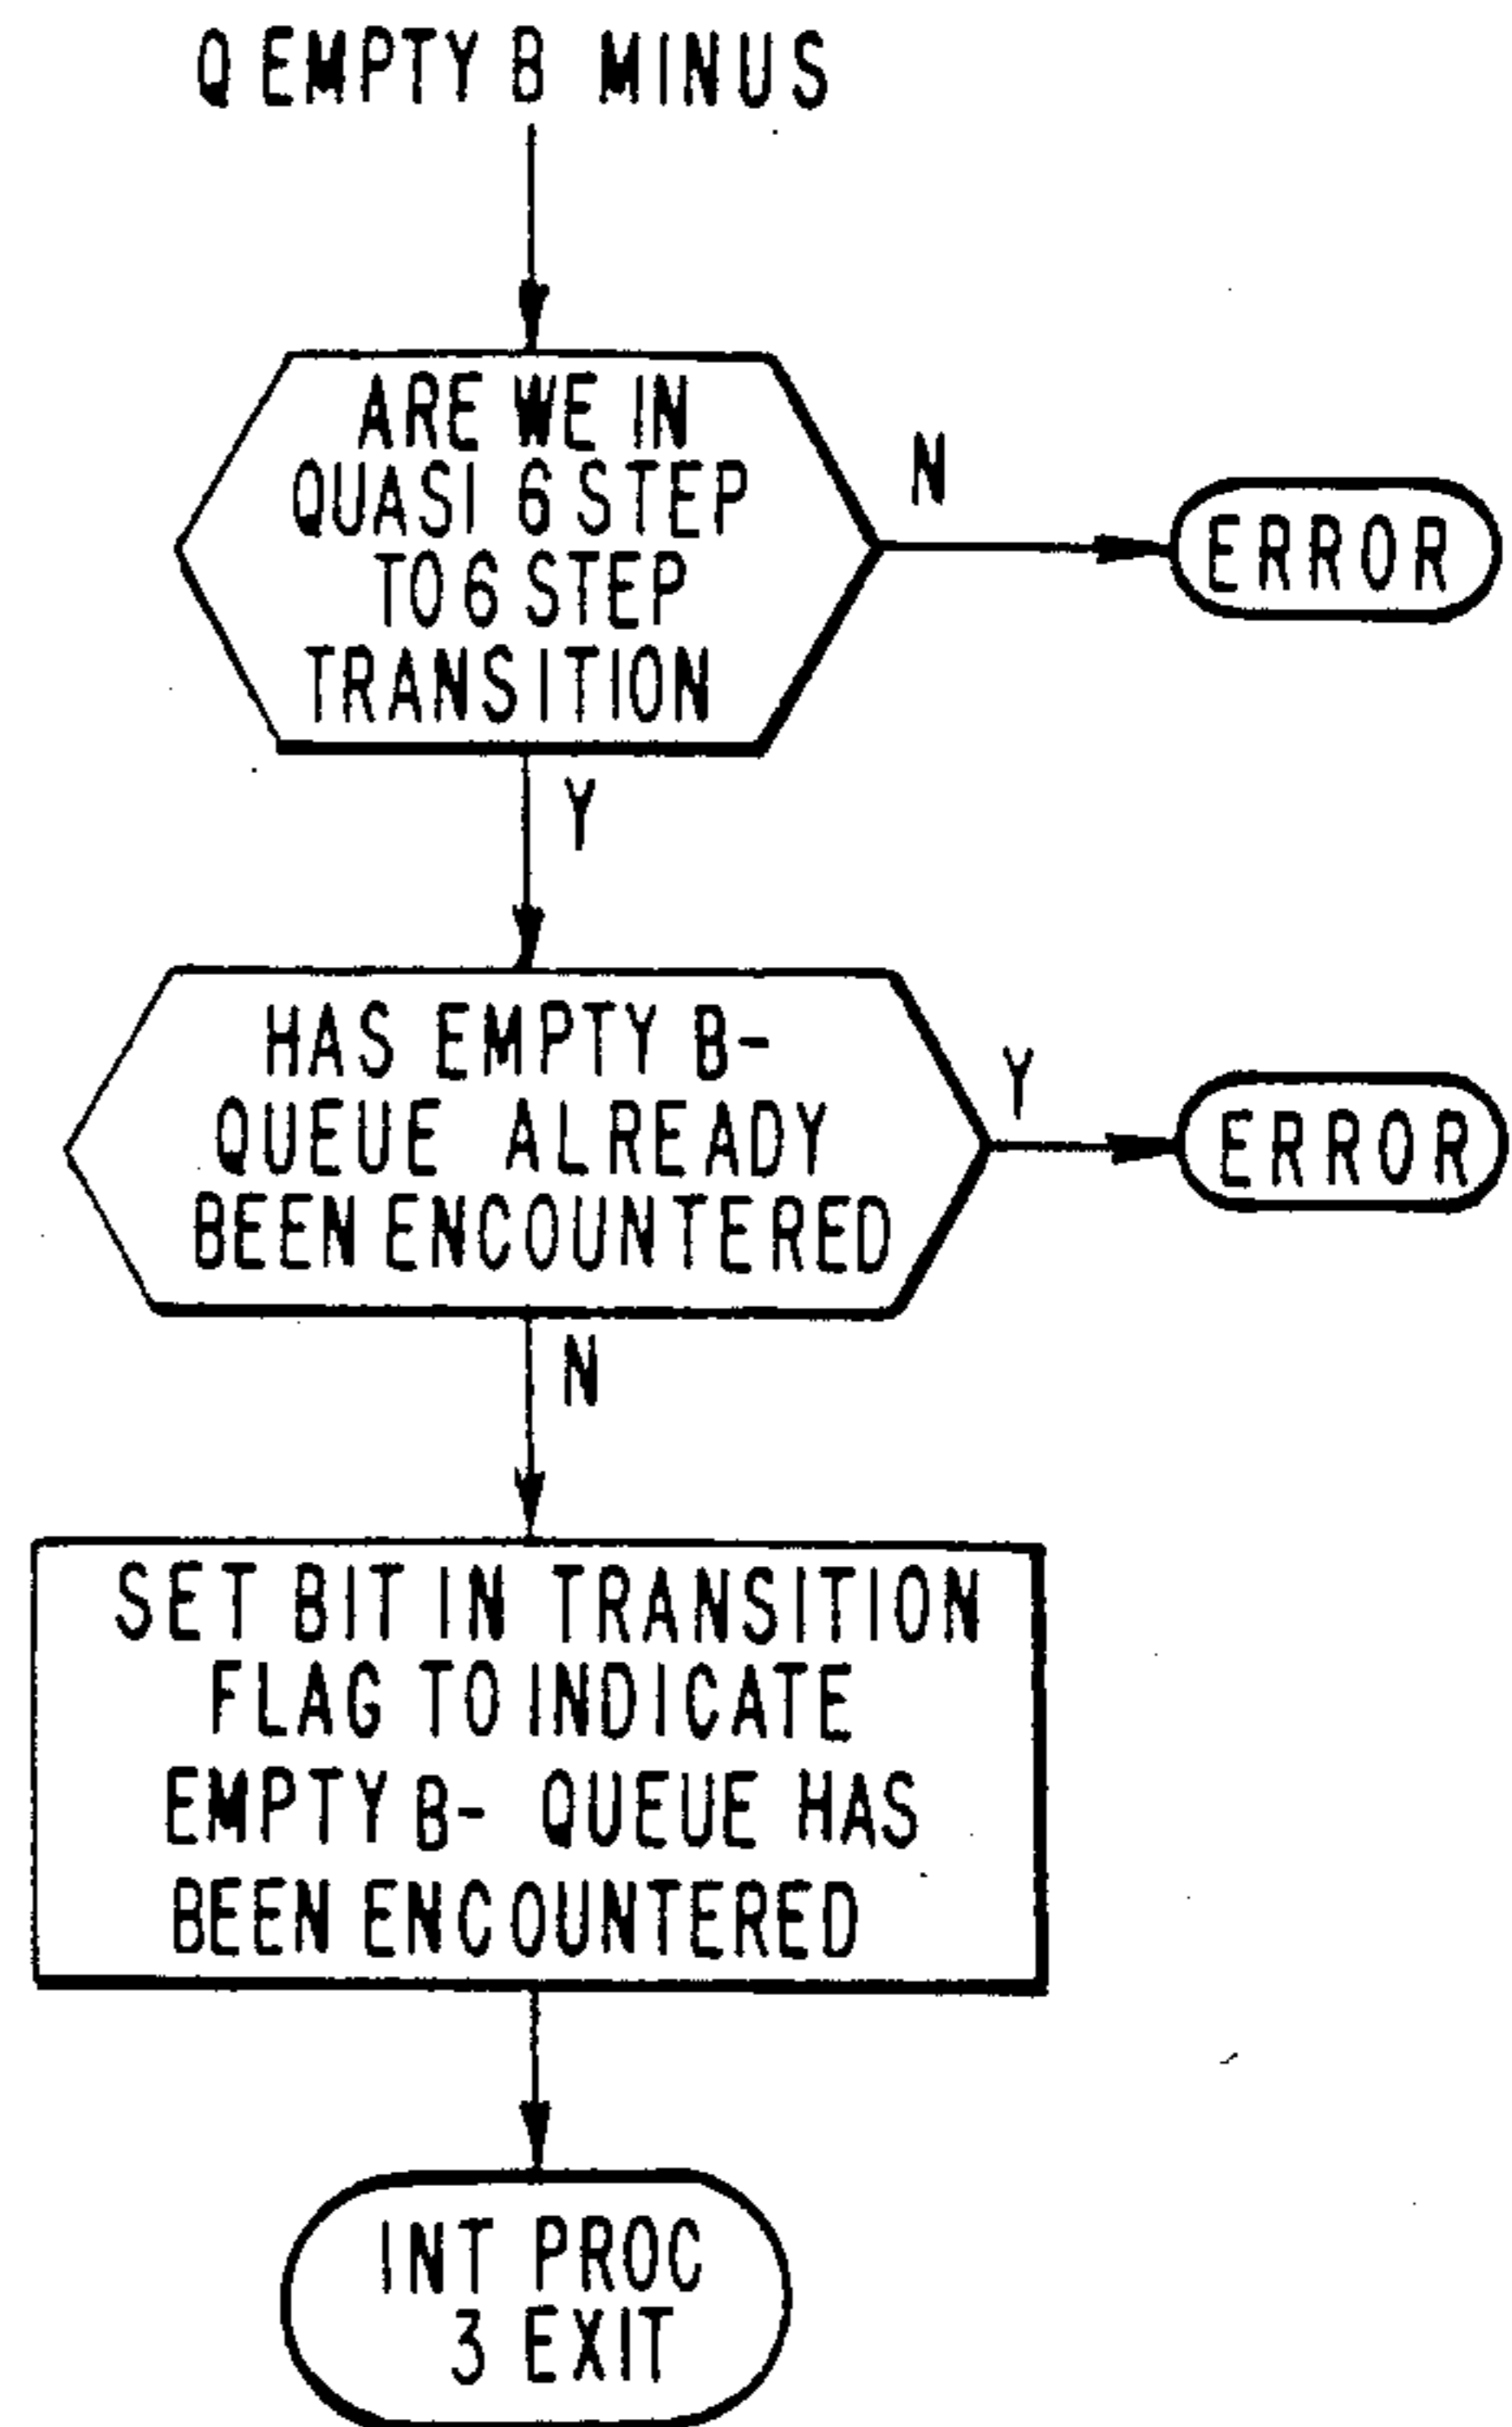 Q EMPTY B MINUS
ARE WE IN
QUASI 6 STEP
TO 6 STEP
TRANSITION
N
ERROR
Y
HAS EMPTY B-
QUEUE ALREADY
BEEN ENCOUNTERED
Y
ERROR
N
SET BIT IN TRANSITION
FLAG TO INDICATE
EMPTY B- QUEUE HAS
BEEN ENCOUNTERED
INT PROC
3 EXIT